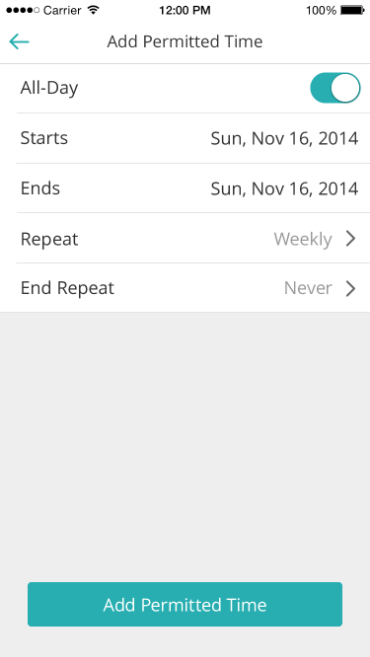 Carrier 12:00 PM 100%
Add Permitted Time
All-Day
Starts Sun, Nov 16, 2014
Ends Sun, Nov 16, 2014
Repeat Weekly
End Repeat Never
Add Permitted Time